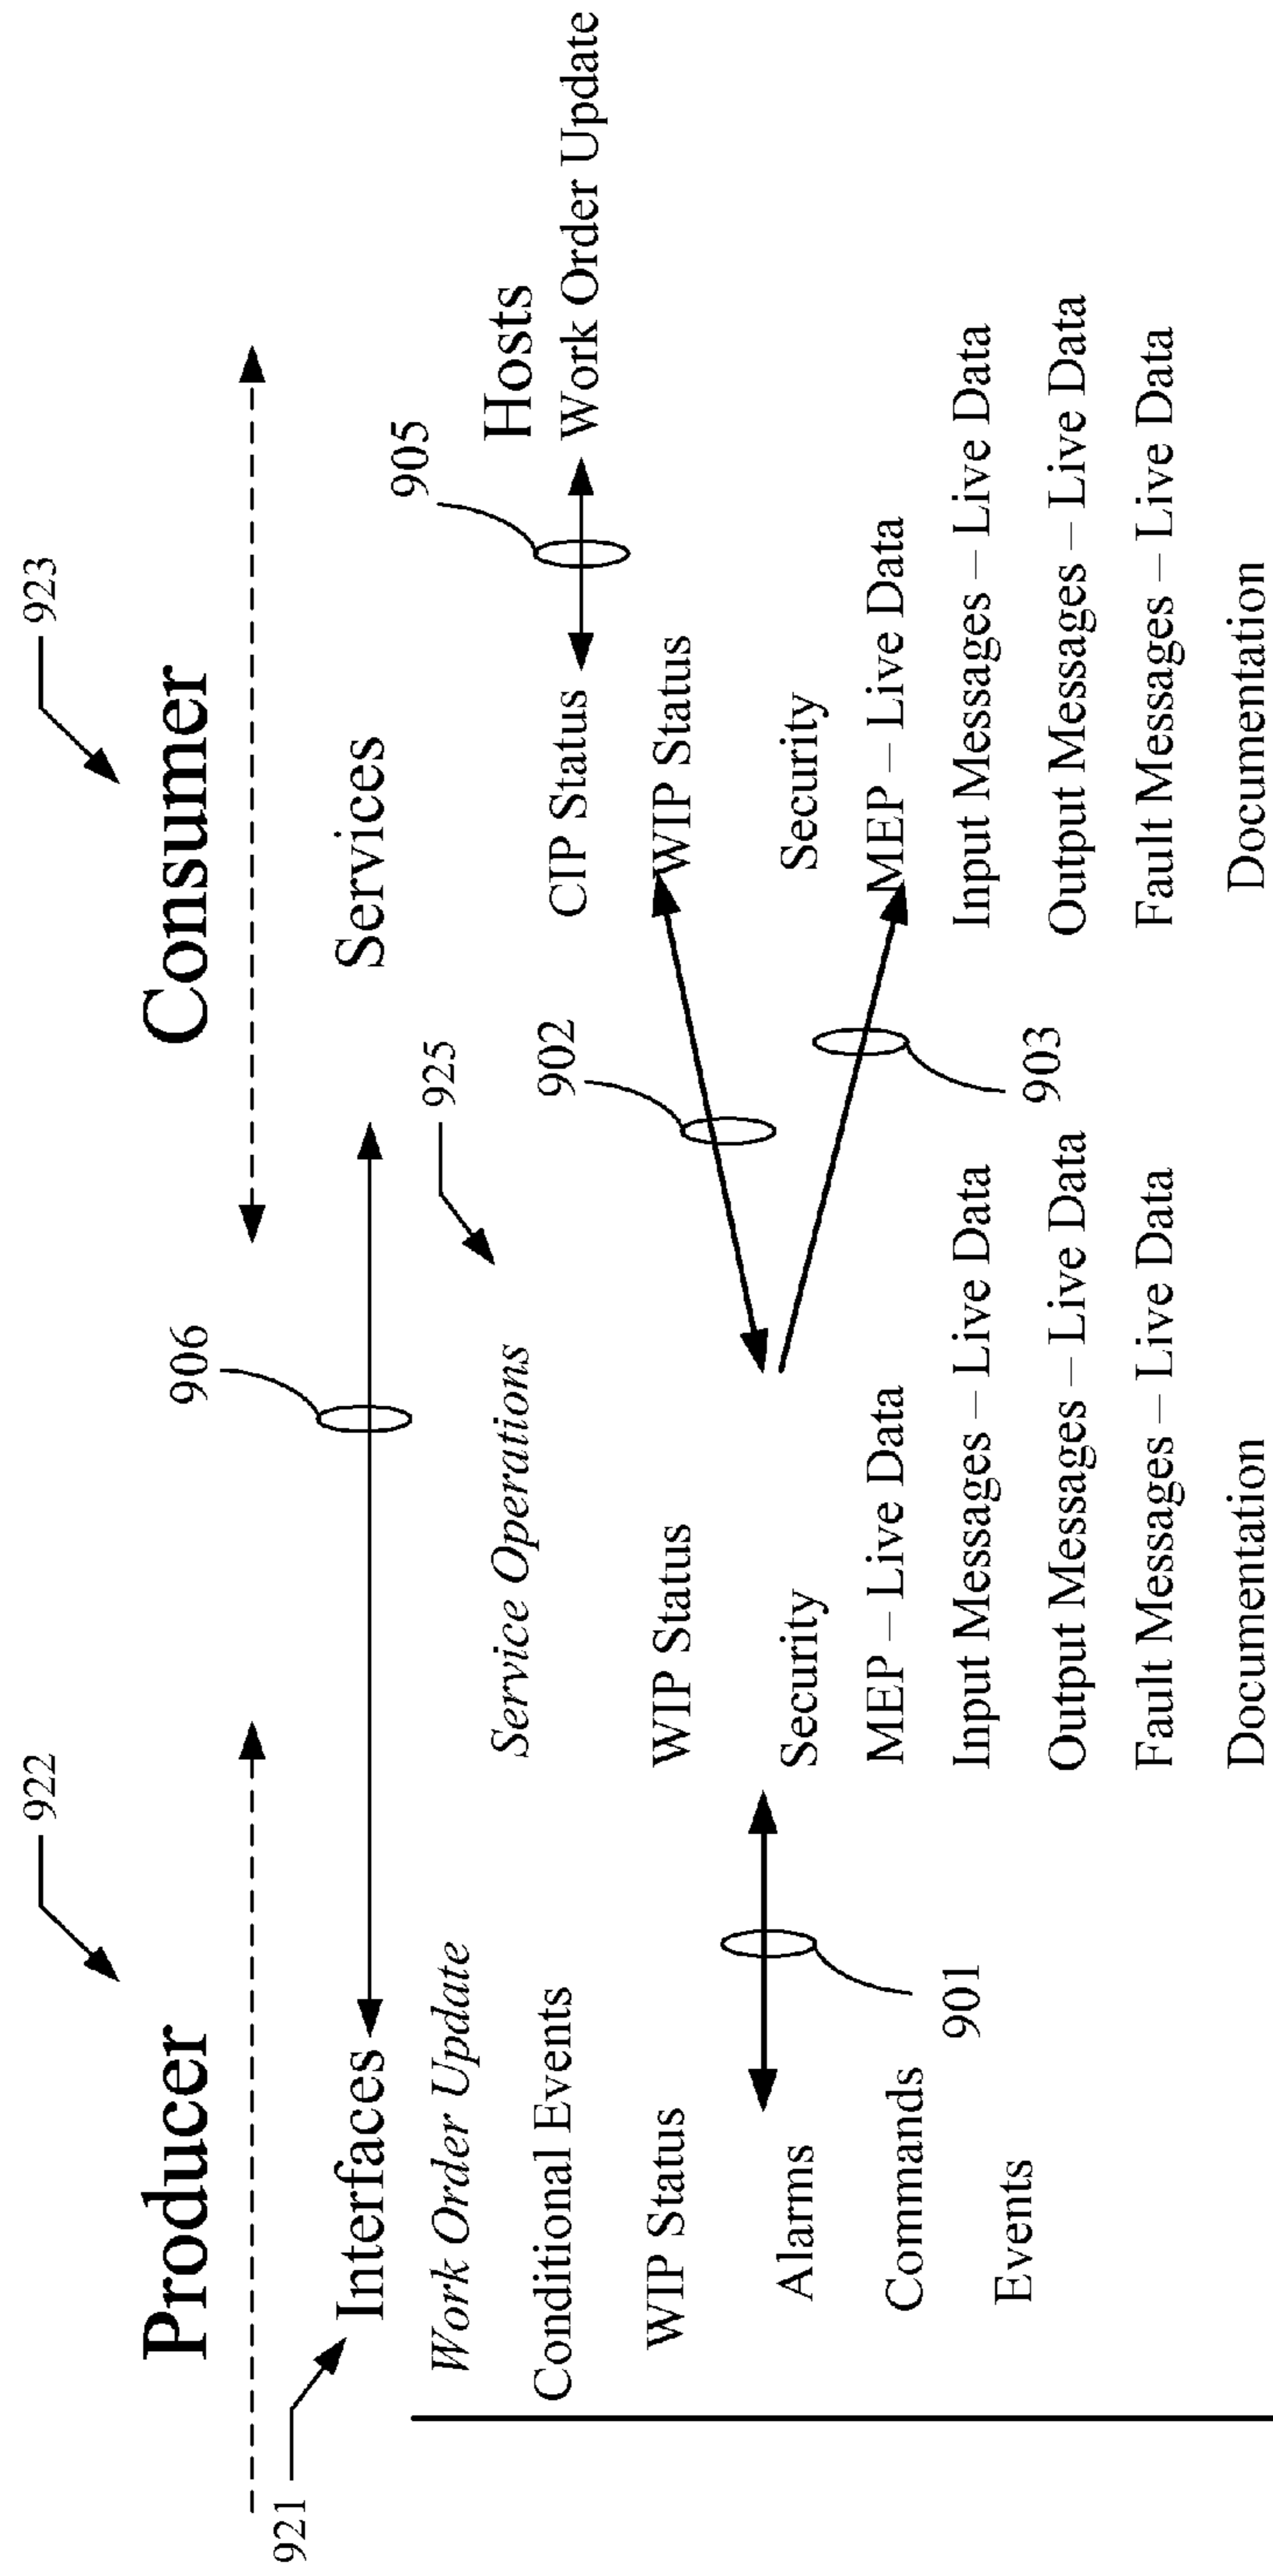 922
923
Producer
Consumer
906
921
Interfaces
Services
925
905
Work Order Update
Service Operations
Hosts
Conditional Events
902
CIP Status
Work Order Update
WIP Status
WIP Status
WIP Status
Alarms
Security
Security
Commands
MEP – Live Data
MEP – Live Data
901
903
Events
Input Messages – Live Data
Input Messages – Live Data
Output Messages – Live Data
Output Messages – Live Data
Fault Messages – Live Data
Fault Messages – Live Data
Documentation
Documentation